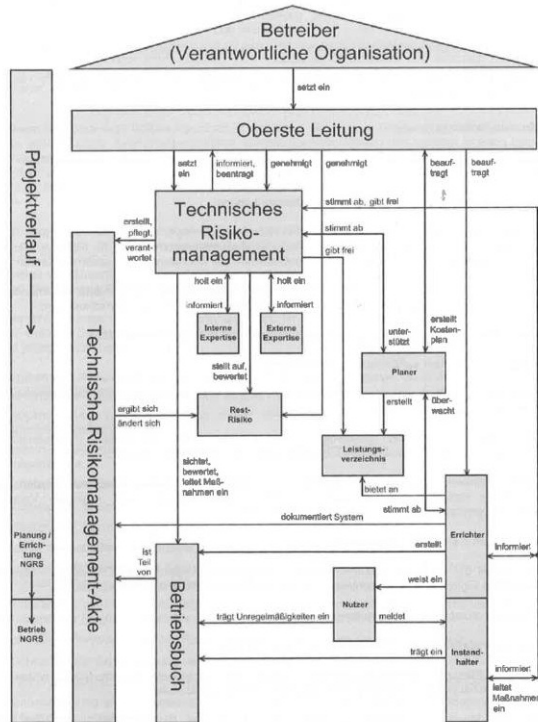 Betreiber
(Verantwortliche Organisation)
setzt ein
Oberste Leitung
setzt
ein
informiert,
beantragt
genehmigt
genehmigt
beauf-
tragt
beauf-
tragt
Projektverlauf
Technisches
Risiko-
management
stimmt ab, gibt frei
stimmt ab
gibt frei
erstellt,
pflegt,
verant-
wortet
holt ein
holt ein
informiert
informiert
Interne
Expertise
Externe
Expertise
unter-
stützt
erstellt
Kosten-
plan
Planer
stellt auf,
bewertet
erstellt
über-
wacht
Technische Risikomanagement-Akte
ergibt sich
ändert sich
Rest-
Risiko
Leistungs-
verzeichnis
sichtet,
bewertet,
leitet Maß-
nahmen ein
bietet an
stimmt ab
dokumentiert System
Errichter
Planung /
Errich-
tung
NGRS
ist
Teil
von
Betriebsbuch
erstellt
informiert
weist ein
Nutzer
Betrieb
NGRS
trägt Unregelmäßigkeiten ein
meldet
trägt ein
Instand-
halter
informiert
leitet
Maßnahmen
ein